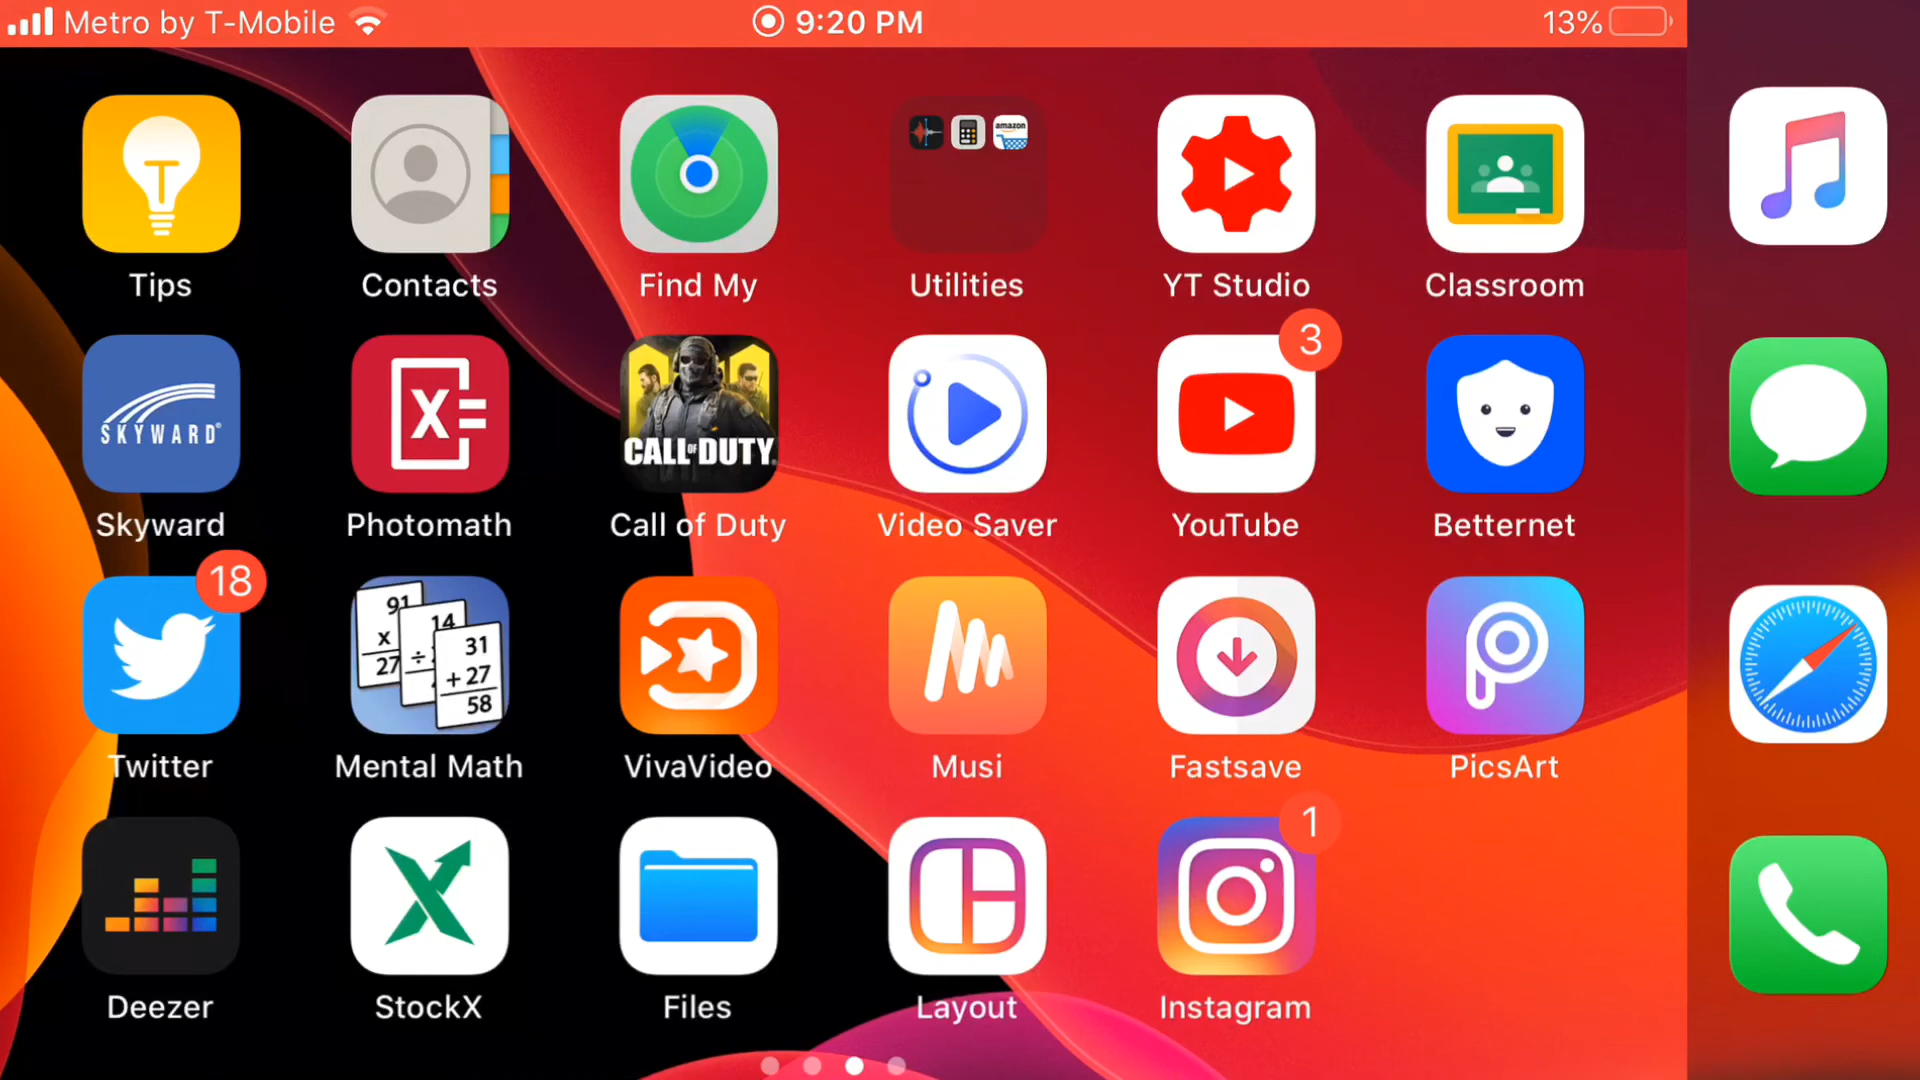 Metro by T-Mobile 9:20 PM 13%
amazon
Tips Contacts Find My Utilities YT Studio Classroom
3
SKYWARD
X=
CALL OF DUTY
Skyward Photomath Call of Duty Video Saver YouTube Betternet
18
91
x
27
14
÷
31
+ 27
58
Twitter Mental Math VivaVideo Musi Fastsave PicsArt
1
Deezer StockX Files Layout Instagram